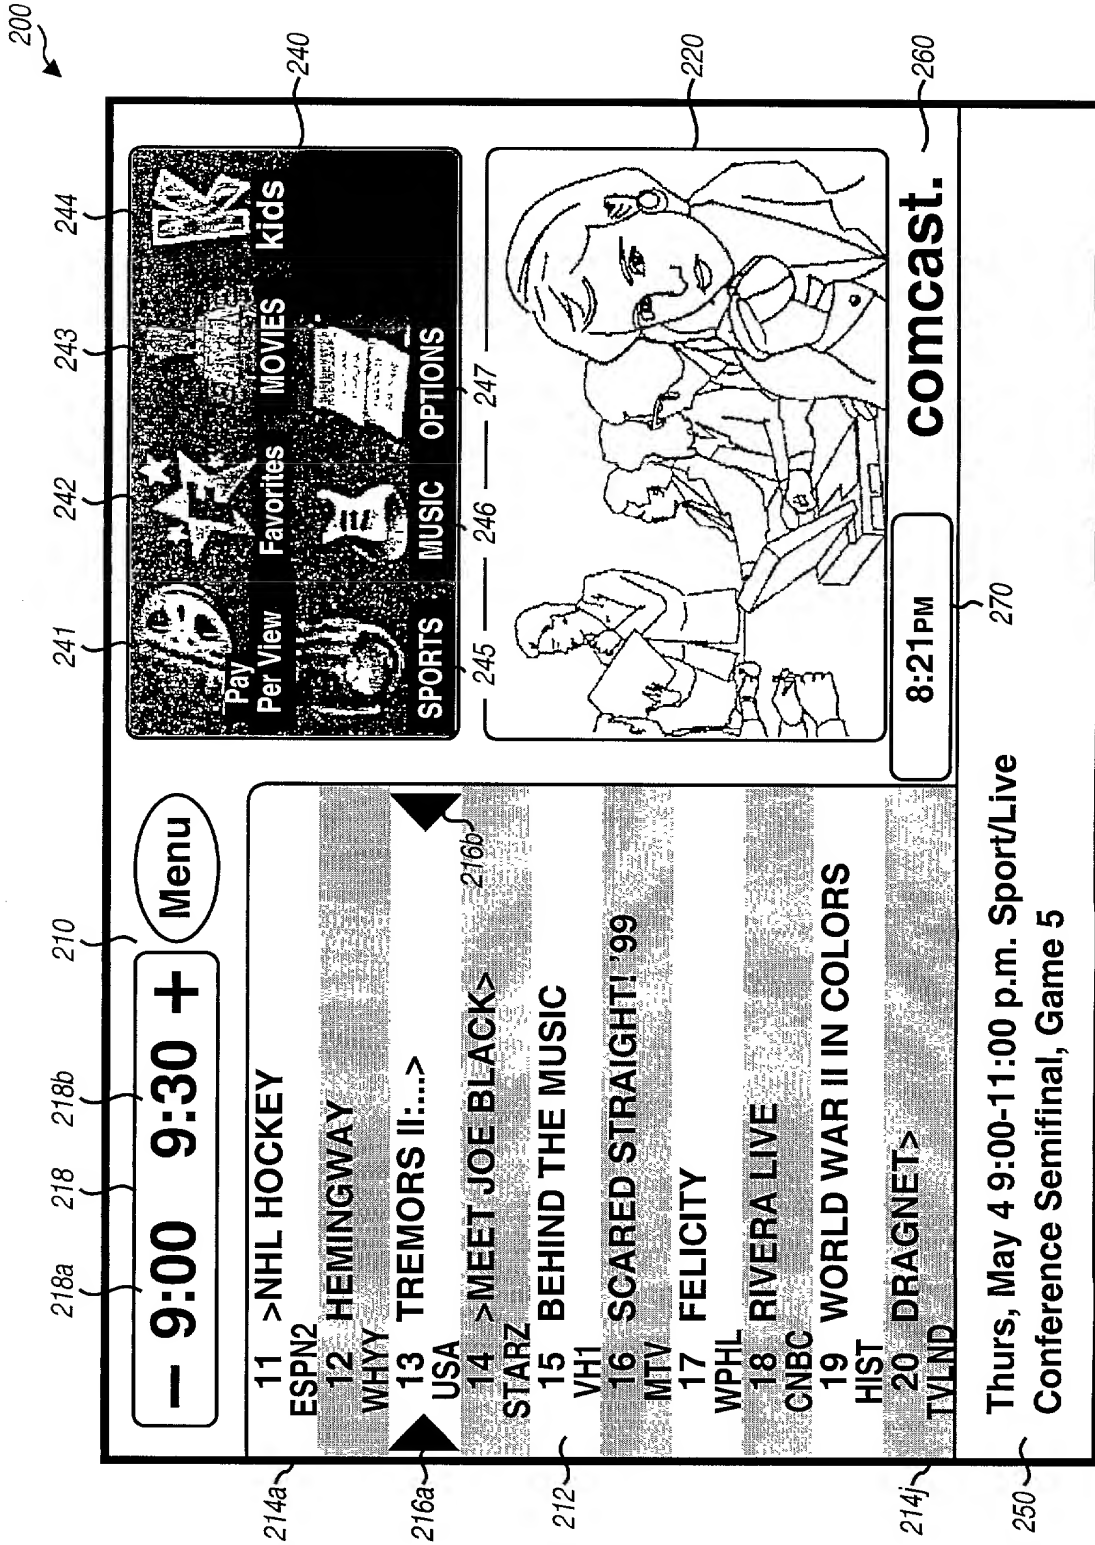 200
210
218
218a
218b
− 9:00 9:30 +
Menu
241
242
243
244
240
Pay
Per View
Favorites
MOVIES
kids
SPORTS
MUSIC
OPTIONS
245
246
247
220
214a
11 >NHL HOCKEY
ESPN2
12 HEMINGWAY
WHYY
216a
13 TREMORS II:...>
USA
216b
14 >MEET JOE BLACK>
STARZ
212
15 BEHIND THE MUSIC
VH1
16 SCARED STRAIGHT! '99
MTV
17 FELICITY
WPHL
18 RIVERA LIVE
CNBC
19 WORLD WAR II IN COLORS
HIST
214j
20 DRAGNET>
TVLND
8:21 PM
270
comcast.
260
250
Thurs, May 4 9:00-11:00 p.m. Sport/Live
Conference Semifinal, Game 5